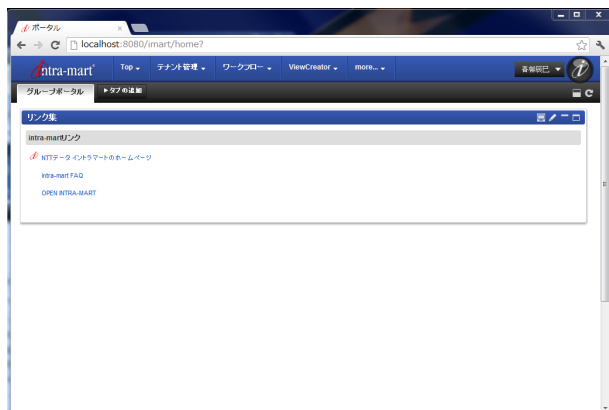 ポータル
localhost:8080/imart/home?
intra-mart
Top テナント管理 ワークフロー ViewCreator more... 青柳辰巳
グループポータル タブの追加
リンク集
intra-martリンク
NTTデータ イントラマートのホームページ
intra-mart FAQ
OPEN INTRA-MART